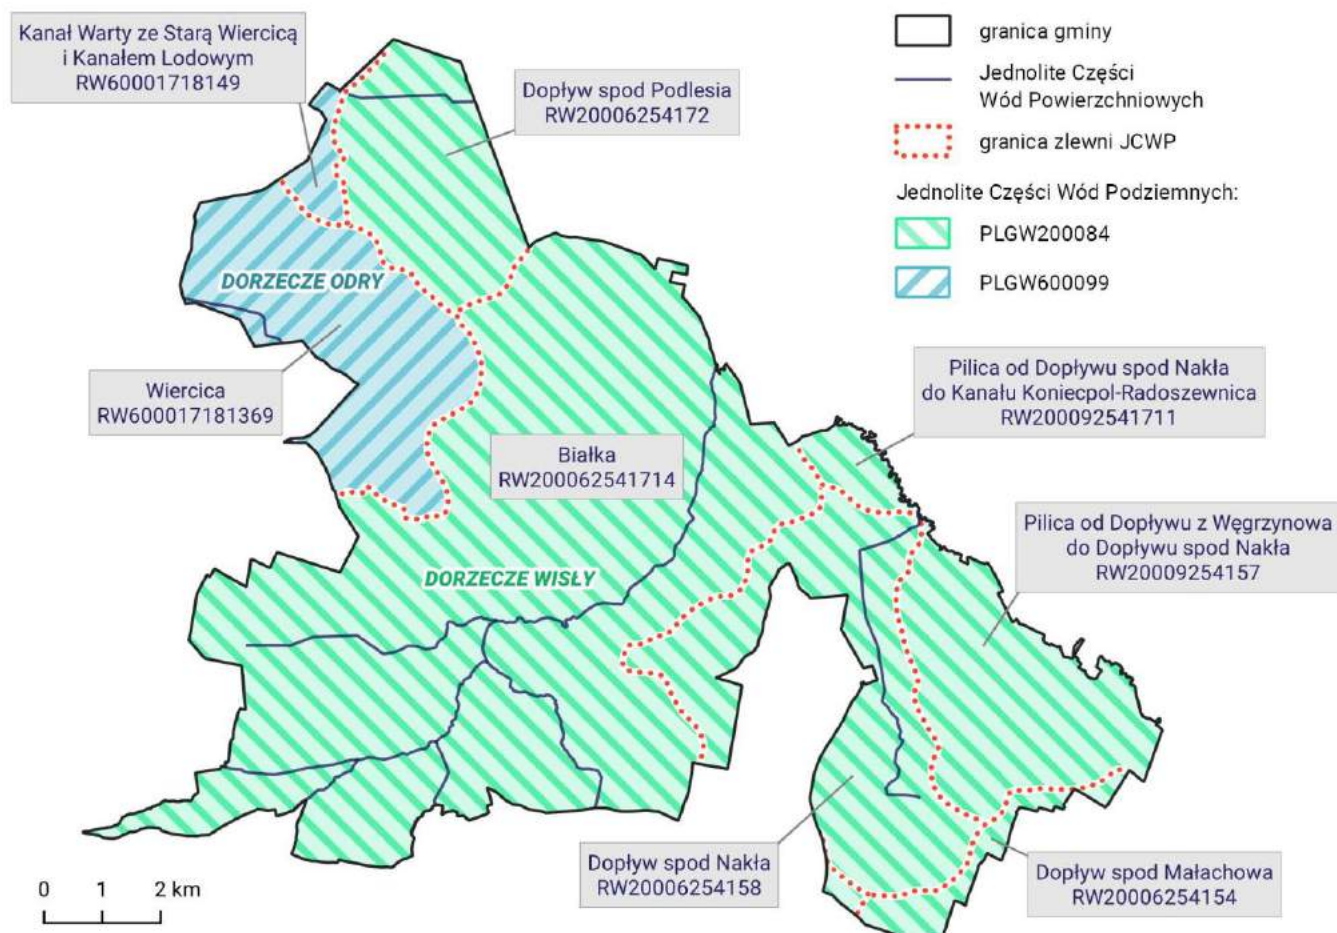 Kanał Warty ze Starą Wiercicą
i Kanałem Lodowym
RW60001718149
Dopływ spod Podlesia
RW20006254172
granica gminy
Jednolite Części
Wód Powierzchniowych
granica zlewni JCWP
Jednolite Części Wód Podziemnych:
PLGW200084
PLGW600099
DORZECZE ODRY
Wiercica
RW600017181369
Pilica od Dopływu spod Nakła
do Kanału Koniecpol-Radoszewnica
RW200092541711
Białka
RW200062541714
Pilica od Dopływu z Węgrzynowa
do Dopływu spod Nakła
RW20009254157
DORZECZE WISŁY
Dopływ spod Nakła
RW20006254158
Dopływ spod Małachowa
RW20006254154
0 1 2 km